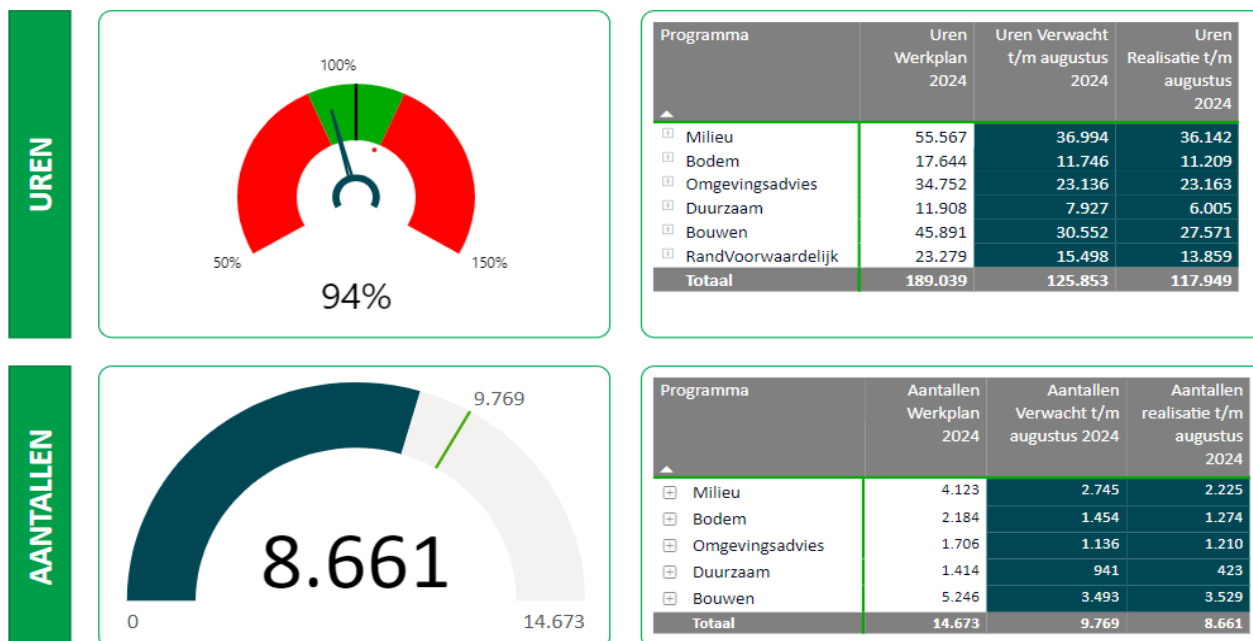 UREN
100%
50%
150%
94%
Programma
Uren
Werkplan
2024
Uren Verwacht
t/m augustus
2024
Uren
Realisatie t/m
augustus
2024
Milieu 55.567 36.994 36.142
Bodem 17.644 11.746 11.209
Omgevingsadvies 34.752 23.136 23.163
Duurzaam 11.908 7.927 6.005
Bouwen 45.891 30.552 27.571
RandVoorwaardelijk 23.279 15.498 13.859
Totaal 189.039 125.853 117.949
AANTALLEN
9.769
8.661
0
14.673
Programma
Aantallen
Werkplan
2024
Aantallen
Verwacht t/m
augustus 2024
Aantallen
realisatie t/m
augustus
2024
Milieu 4.123 2.745 2.225
Bodem 2.184 1.454 1.274
Omgevingsadvies 1.706 1.136 1.210
Duurzaam 1.414 941 423
Bouwen 5.246 3.493 3.529
Totaal 14.673 9.769 8.661